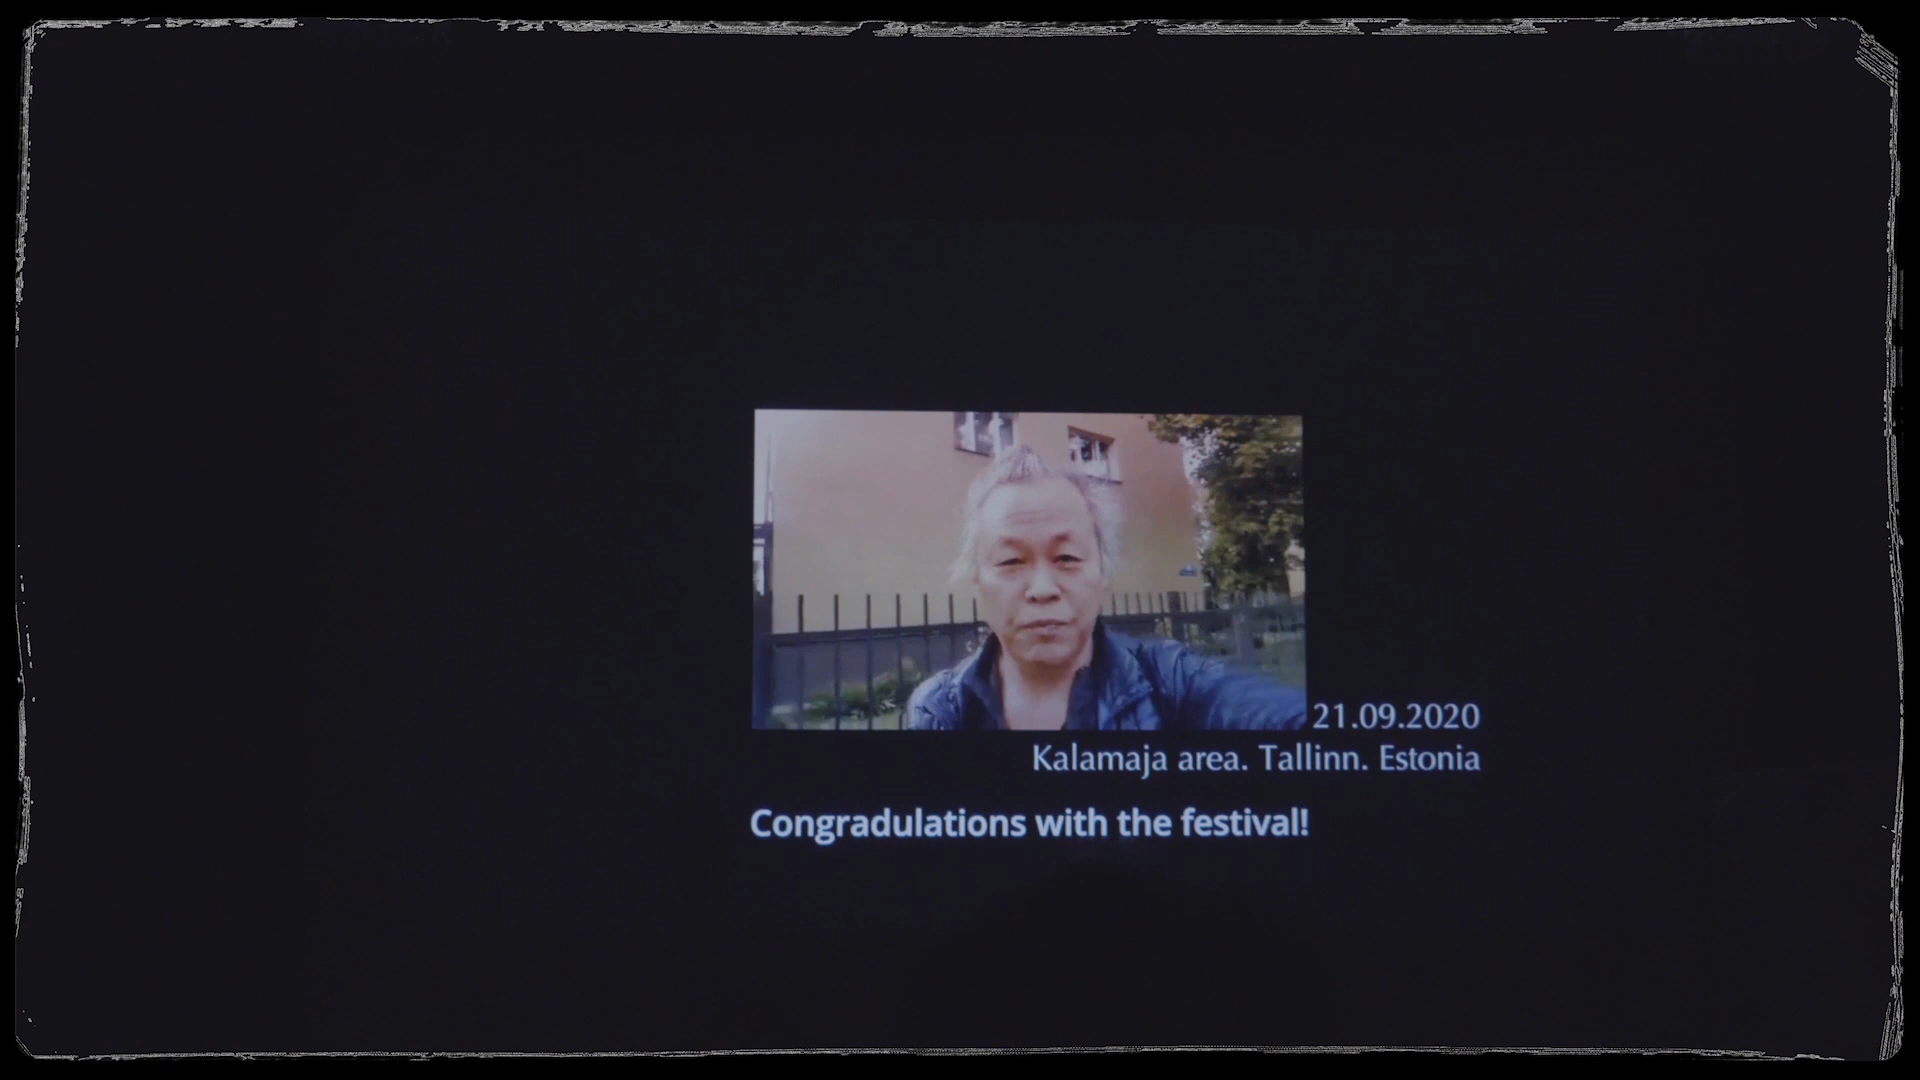 21.09.2020
Kalamaja area. Tallinn. Estonia
Congradulations with the festival!